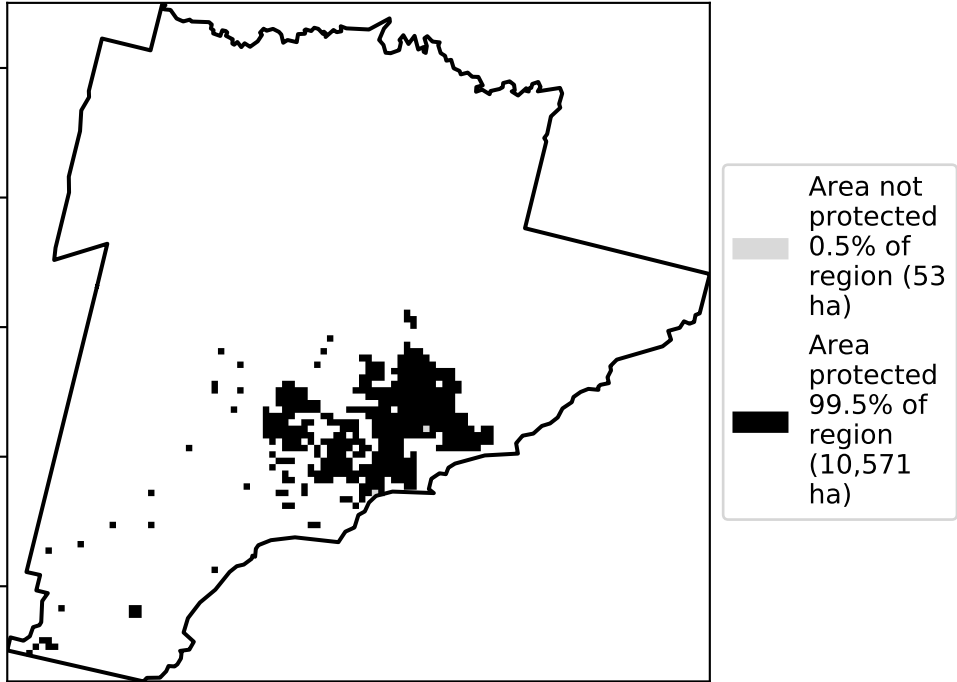 Area not
protected
0.5% of
region (53
ha)
Area
protected
99.5% of
region
(10,571
ha)